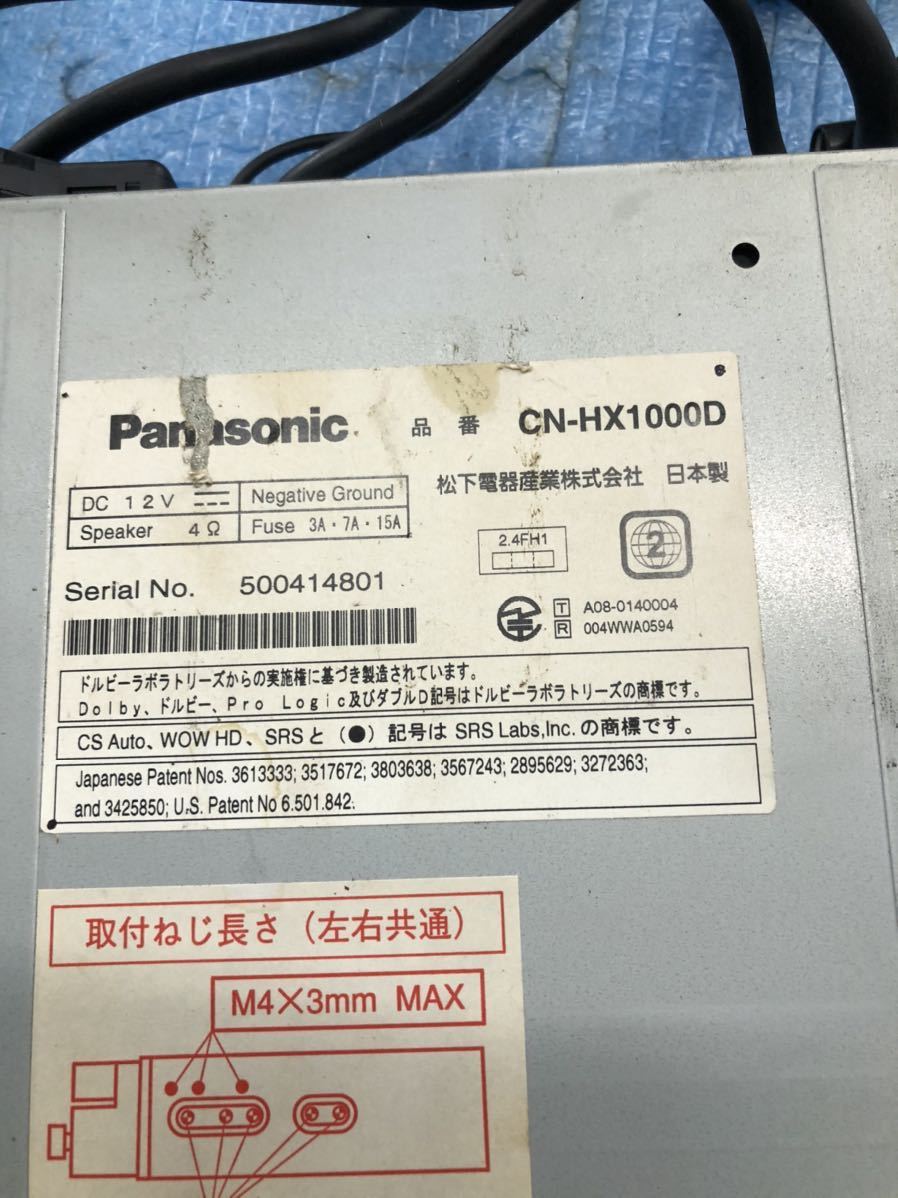 Panasonic 品番 CN-HX1000D
DC 12V Negative Ground
Speaker 4Ω Fuse 3A・7A・15A
松下電器産業株式会社 日本製
2.4FH1
2
Serial No. 500414801
T A08-0140004
R 004WWA0594
ドルビーラボラトリーズからの実施権に基づき製造されています。
Dolby、ドルビー、Pro Logic及びダブルD記号はドルビーラボラトリーズの商標です。
CS Auto、WOW HD、SRSと(●)記号は SRS Labs,Inc.の商標です。
Japanese Patent Nos. 3613333; 3517672; 3803638; 3567243; 2895629; 3272363;
and 3425850; U.S. Patent No 6.501.842.
取付ねじ長さ(左右共通)
M4×3mm MAX